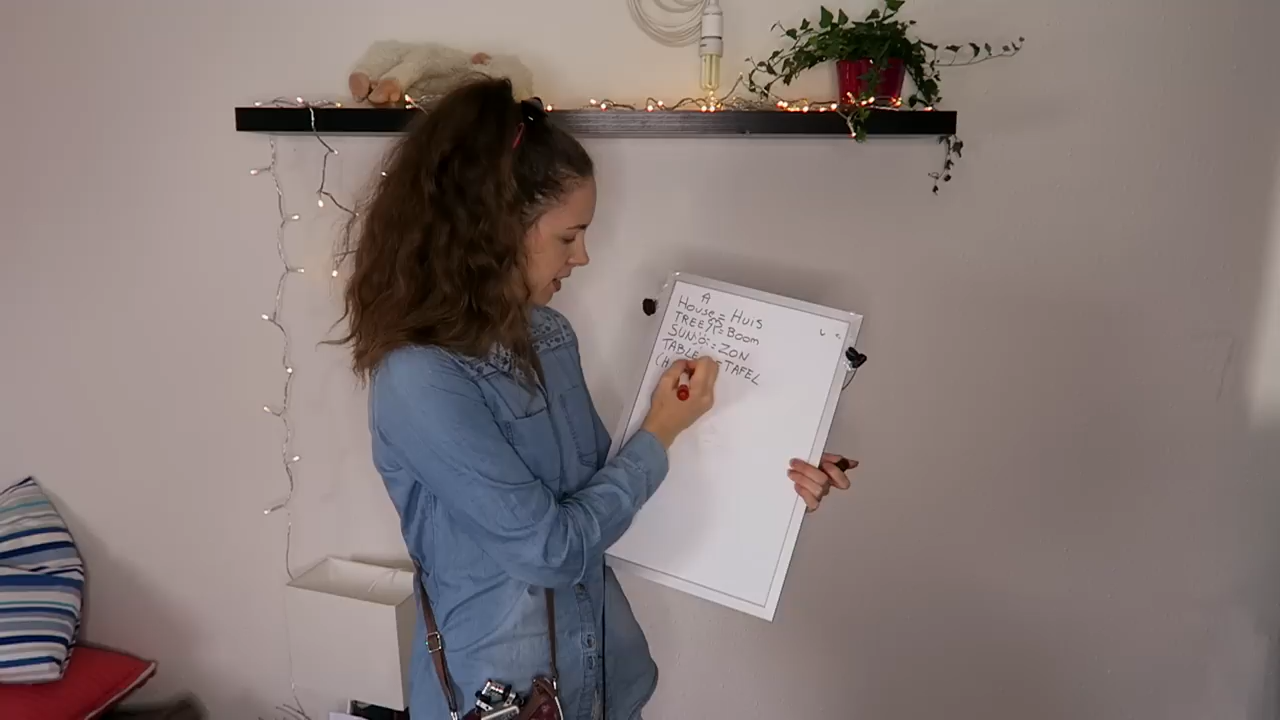 House = Huis
TREE = Boom
SUN = ZON
TABLE = TAFEL
(H